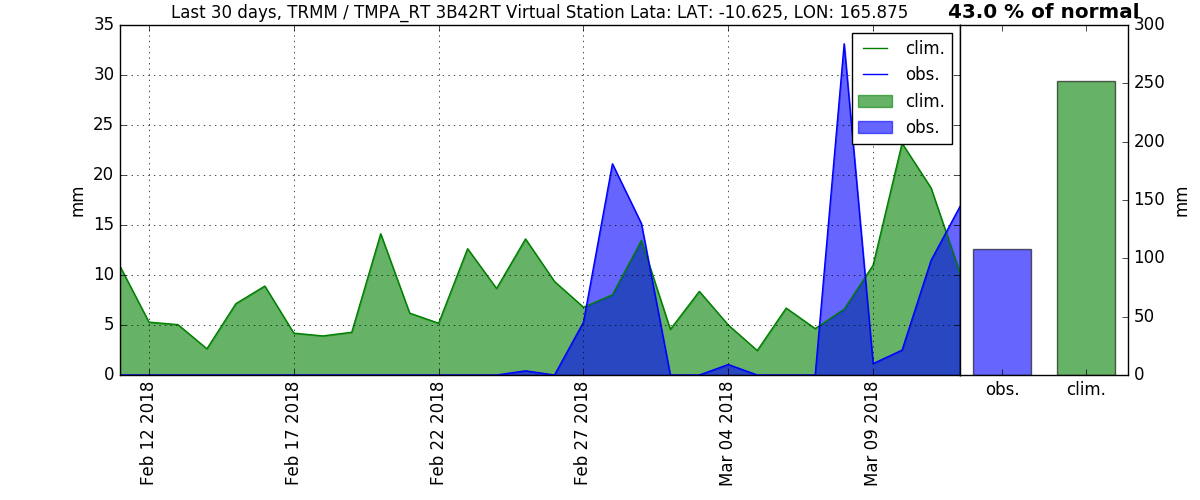 Last 30 days, TRMM / TMPA_RT 3B42RT Virtual Station Lata: LAT: -10.625, LON: 165.875
43.0 % of normal
35
30
25
20
15
10
5
0
mm
clim.
obs.
clim.
obs.
300
250
200
150
100
50
0
mm
Feb 12 2018
Feb 17 2018
Feb 22 2018
Feb 27 2018
Mar 04 2018
Mar 09 2018
obs.
clim.